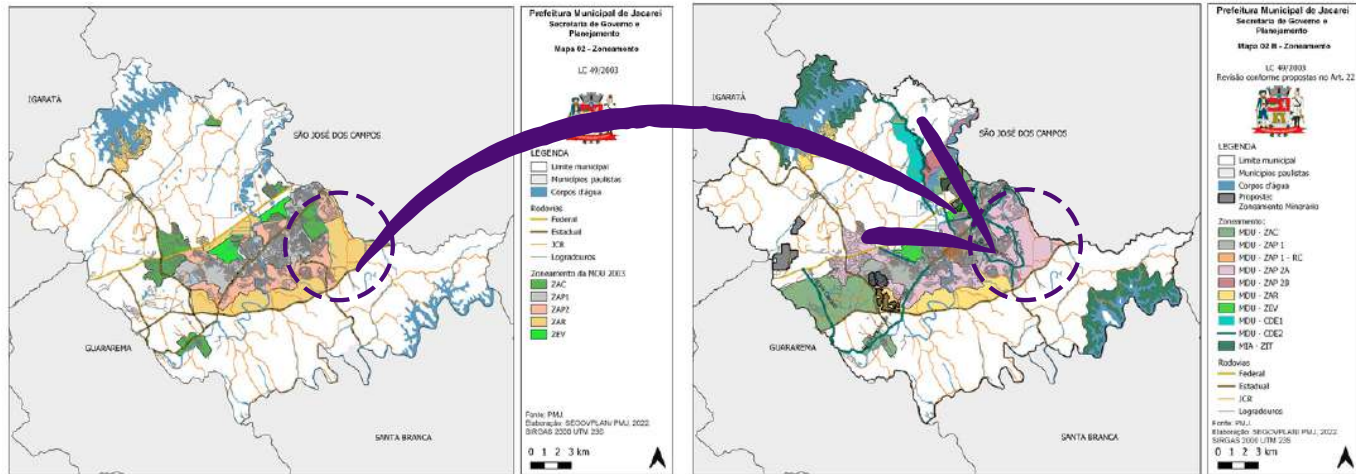 Prefeitura Municipal de Jacareí
Secretaria de Governo e
Planejamento
Mapa 02 - Zoneamento
LC 49/2003
IGARATÁ
SÃO JOSÉ DOS CAMPOS
GUARAREMA
SANTA BRANCA
LEGENDA
Limite municipal
Municípios paulistas
Corpos d'água
Rodovias
Federal
Estadual
JCR
Logradouros
Zoneamento da MDU 2003
ZAC
ZAP1
ZAP2
ZAR
ZEV
Fonte: PMJ.
Elaboração: SEGOVPLAN/ PMJ, 2022
SIRGAS 2000 UTM 23S
0 1 2 3 km
Prefeitura Municipal de Jacareí
Secretaria de Governo e
Planejamento
Mapa 02 B - Zoneamento
LC 49/2003
Revisão conforme propostas no Art. 22
IGARATÁ
SÃO JOSÉ DOS CAMPOS
GUARAREMA
SANTA BRANCA
LEGENDA
Limite municipal
Municípios paulistas
Corpos d'água
Propostas:
Zoneamento Minerário
Zoneamento:
MDU - ZAC
MDU - ZAP 1
MDU - ZAP 1 - RC
MDU - ZAP 2A
MDU - ZAP 2B
MDU - ZAR
MDU - ZEV
MDU - CDE1
MDU - CDE2
MIA - ZIT
Rodovias
Federal
Estadual
JCR
Logradouros
Fonte: PMJ.
Elaboração: SEGOVPLAN/ PMJ, 2022
SIRGAS 2000 UTM 23S
0 1 2 3 km